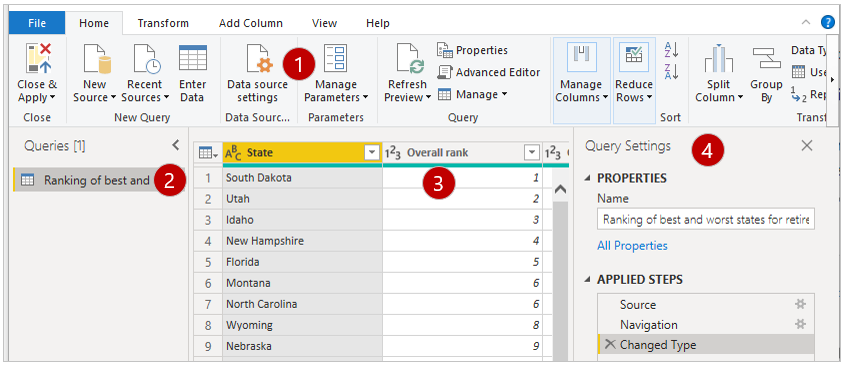 File Home Transform Add Column View Help
Close & Apply
New Source
Recent Sources
Enter Data
Data source settings
1
Manage Parameters
Refresh Preview
Properties
Advanced Editor
Manage
Manage Columns
Reduce Rows
A Z
Z A
Split Column
Group By
Data Ty
Use
1 2 Rep
Close New Query Data Sourc... Parameters Query Sort Transf
Queries [1]
Ranking of best and
2
ABC State 123 Overall rank 123
1 South Dakota 1
2 Utah 2
3 Idaho 3
4 New Hampshire 4
5 Florida 5
6 Montana 6
7 North Carolina 6
8 Wyoming 8
9 Nebraska 9
3
Query Settings
4
PROPERTIES
Name
Ranking of best and worst states for retire
All Properties
APPLIED STEPS
Source
Navigation
Changed Type